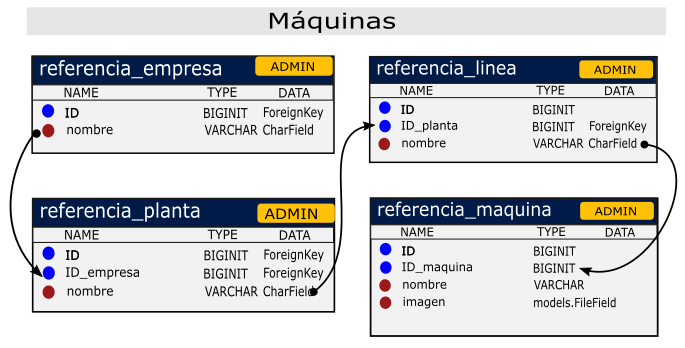 Máquinas
referencia_empresa ADMIN
NAME TYPE DATA
ID BIGINIT ForeignKey
nombre VARCHAR CharField
referencia_planta ADMIN
NAME TYPE DATA
ID BIGINIT ForeignKey
ID_empresa BIGINIT ForeignKey
nombre VARCHAR CharField
referencia_linea ADMIN
NAME TYPE DATA
ID BIGINIT
ID_planta BIGINIT ForeignKey
nombre VARCHAR CharField
referencia_maquina ADMIN
NAME TYPE DATA
ID BIGINIT
ID_maquina BIGINIT
nombre VARCHAR
imagen models.FileField